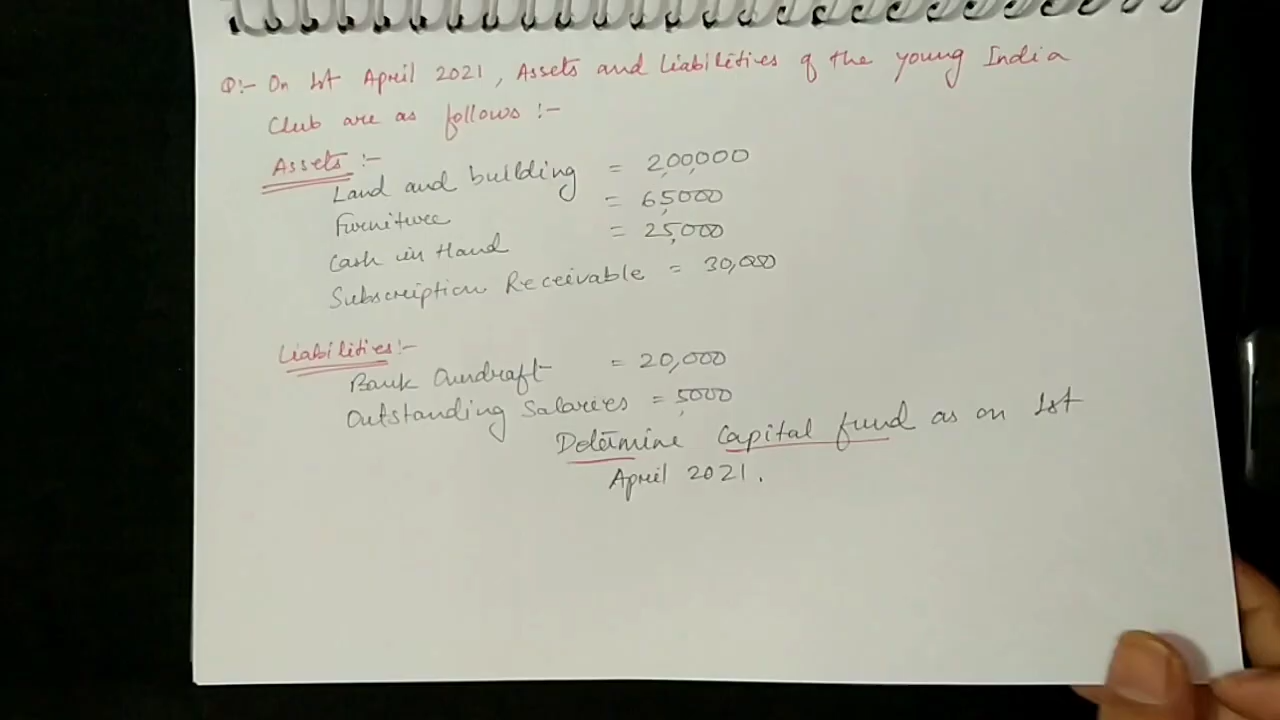 Q:- On 1st April 2021, Assets and Liabilities of the young India
Club are as follows :-
Assets :-
Land and building = 2,00,000
Furniture = 65,000
Cash in Hand = 25,000
Subscription Receivable = 30,000
Liabilities:-
Bank Overdraft = 20,000
Outstanding Salaries = 5,000
Determine Capital fund as on 1st
April 2021.